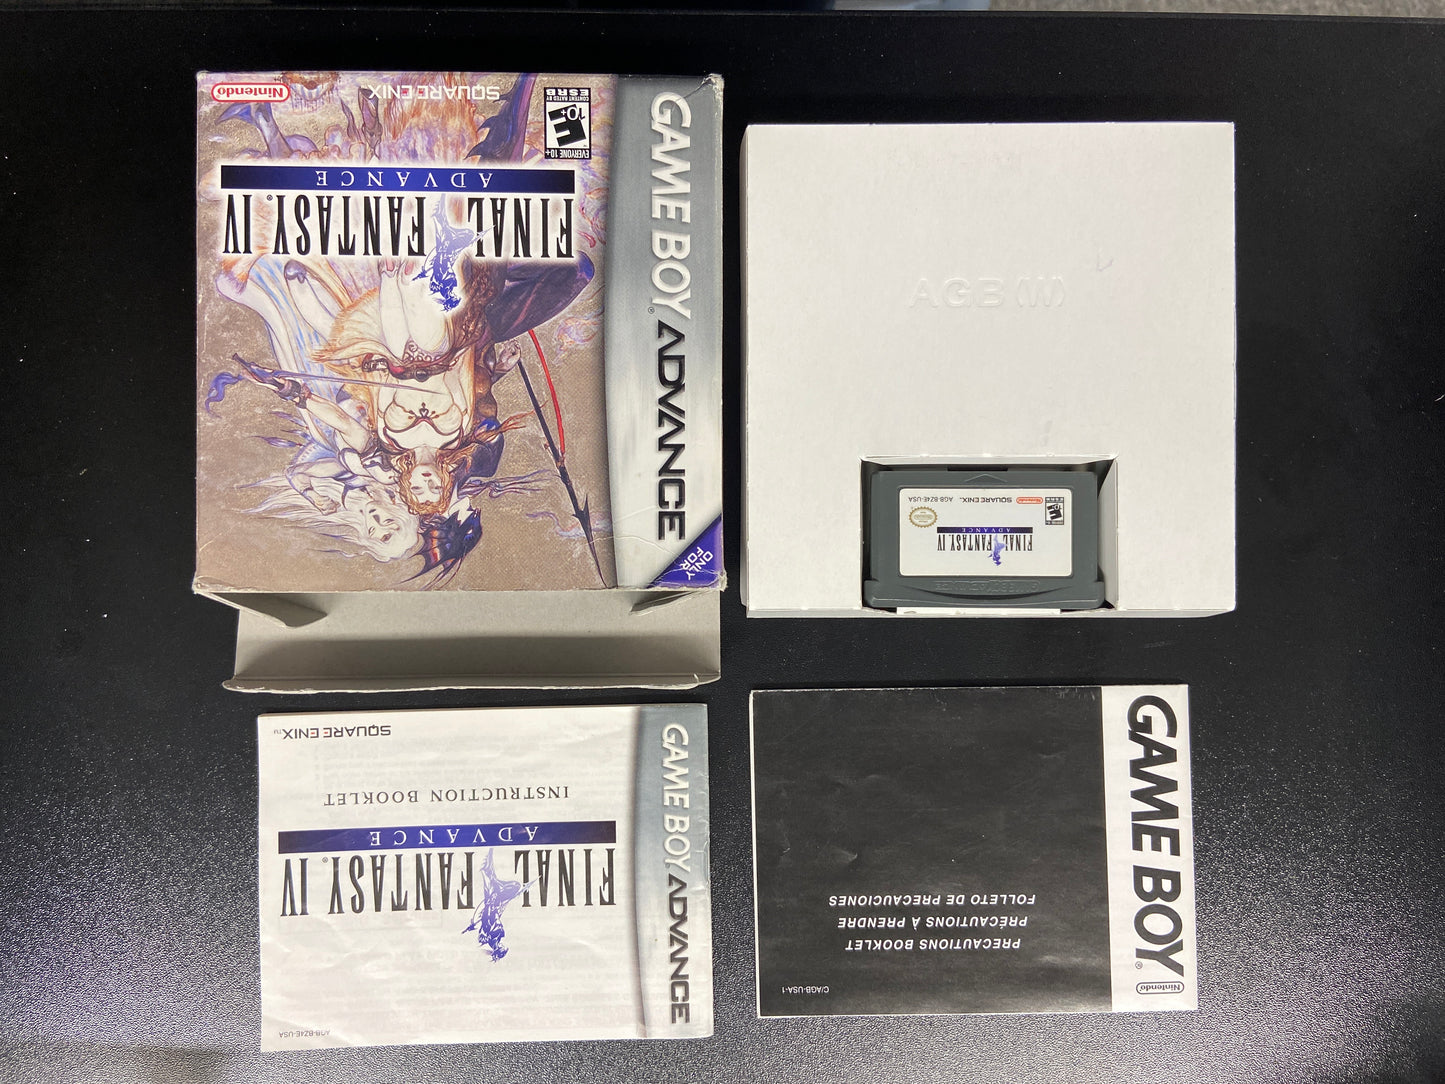 GAME BOY ADVANCE
ONLY
FOR
FINAL FANTASY IV
ADVANCE
EVERYONE 10+
E
10+
CONTENT RATED BY
ESRB
SQUARE ENIX
Nintendo
AGB (W)
FINAL FANTASY IV
ADVANCE
E
Nintendo
SQUARE ENIX
AGB-BZ4E-USA
GAME BOY ADVANCE
FINAL FANTASY IV
ADVANCE
INSTRUCTION BOOKLET
SQUARE ENIX™
AGB-BZ4E-USA
GAME BOY
Nintendo
C/AGB-USA-1
PRECAUTIONS BOOKLET
PRÉCAUTIONS À PRENDRE
FOLLETO DE PRECAUCIONES